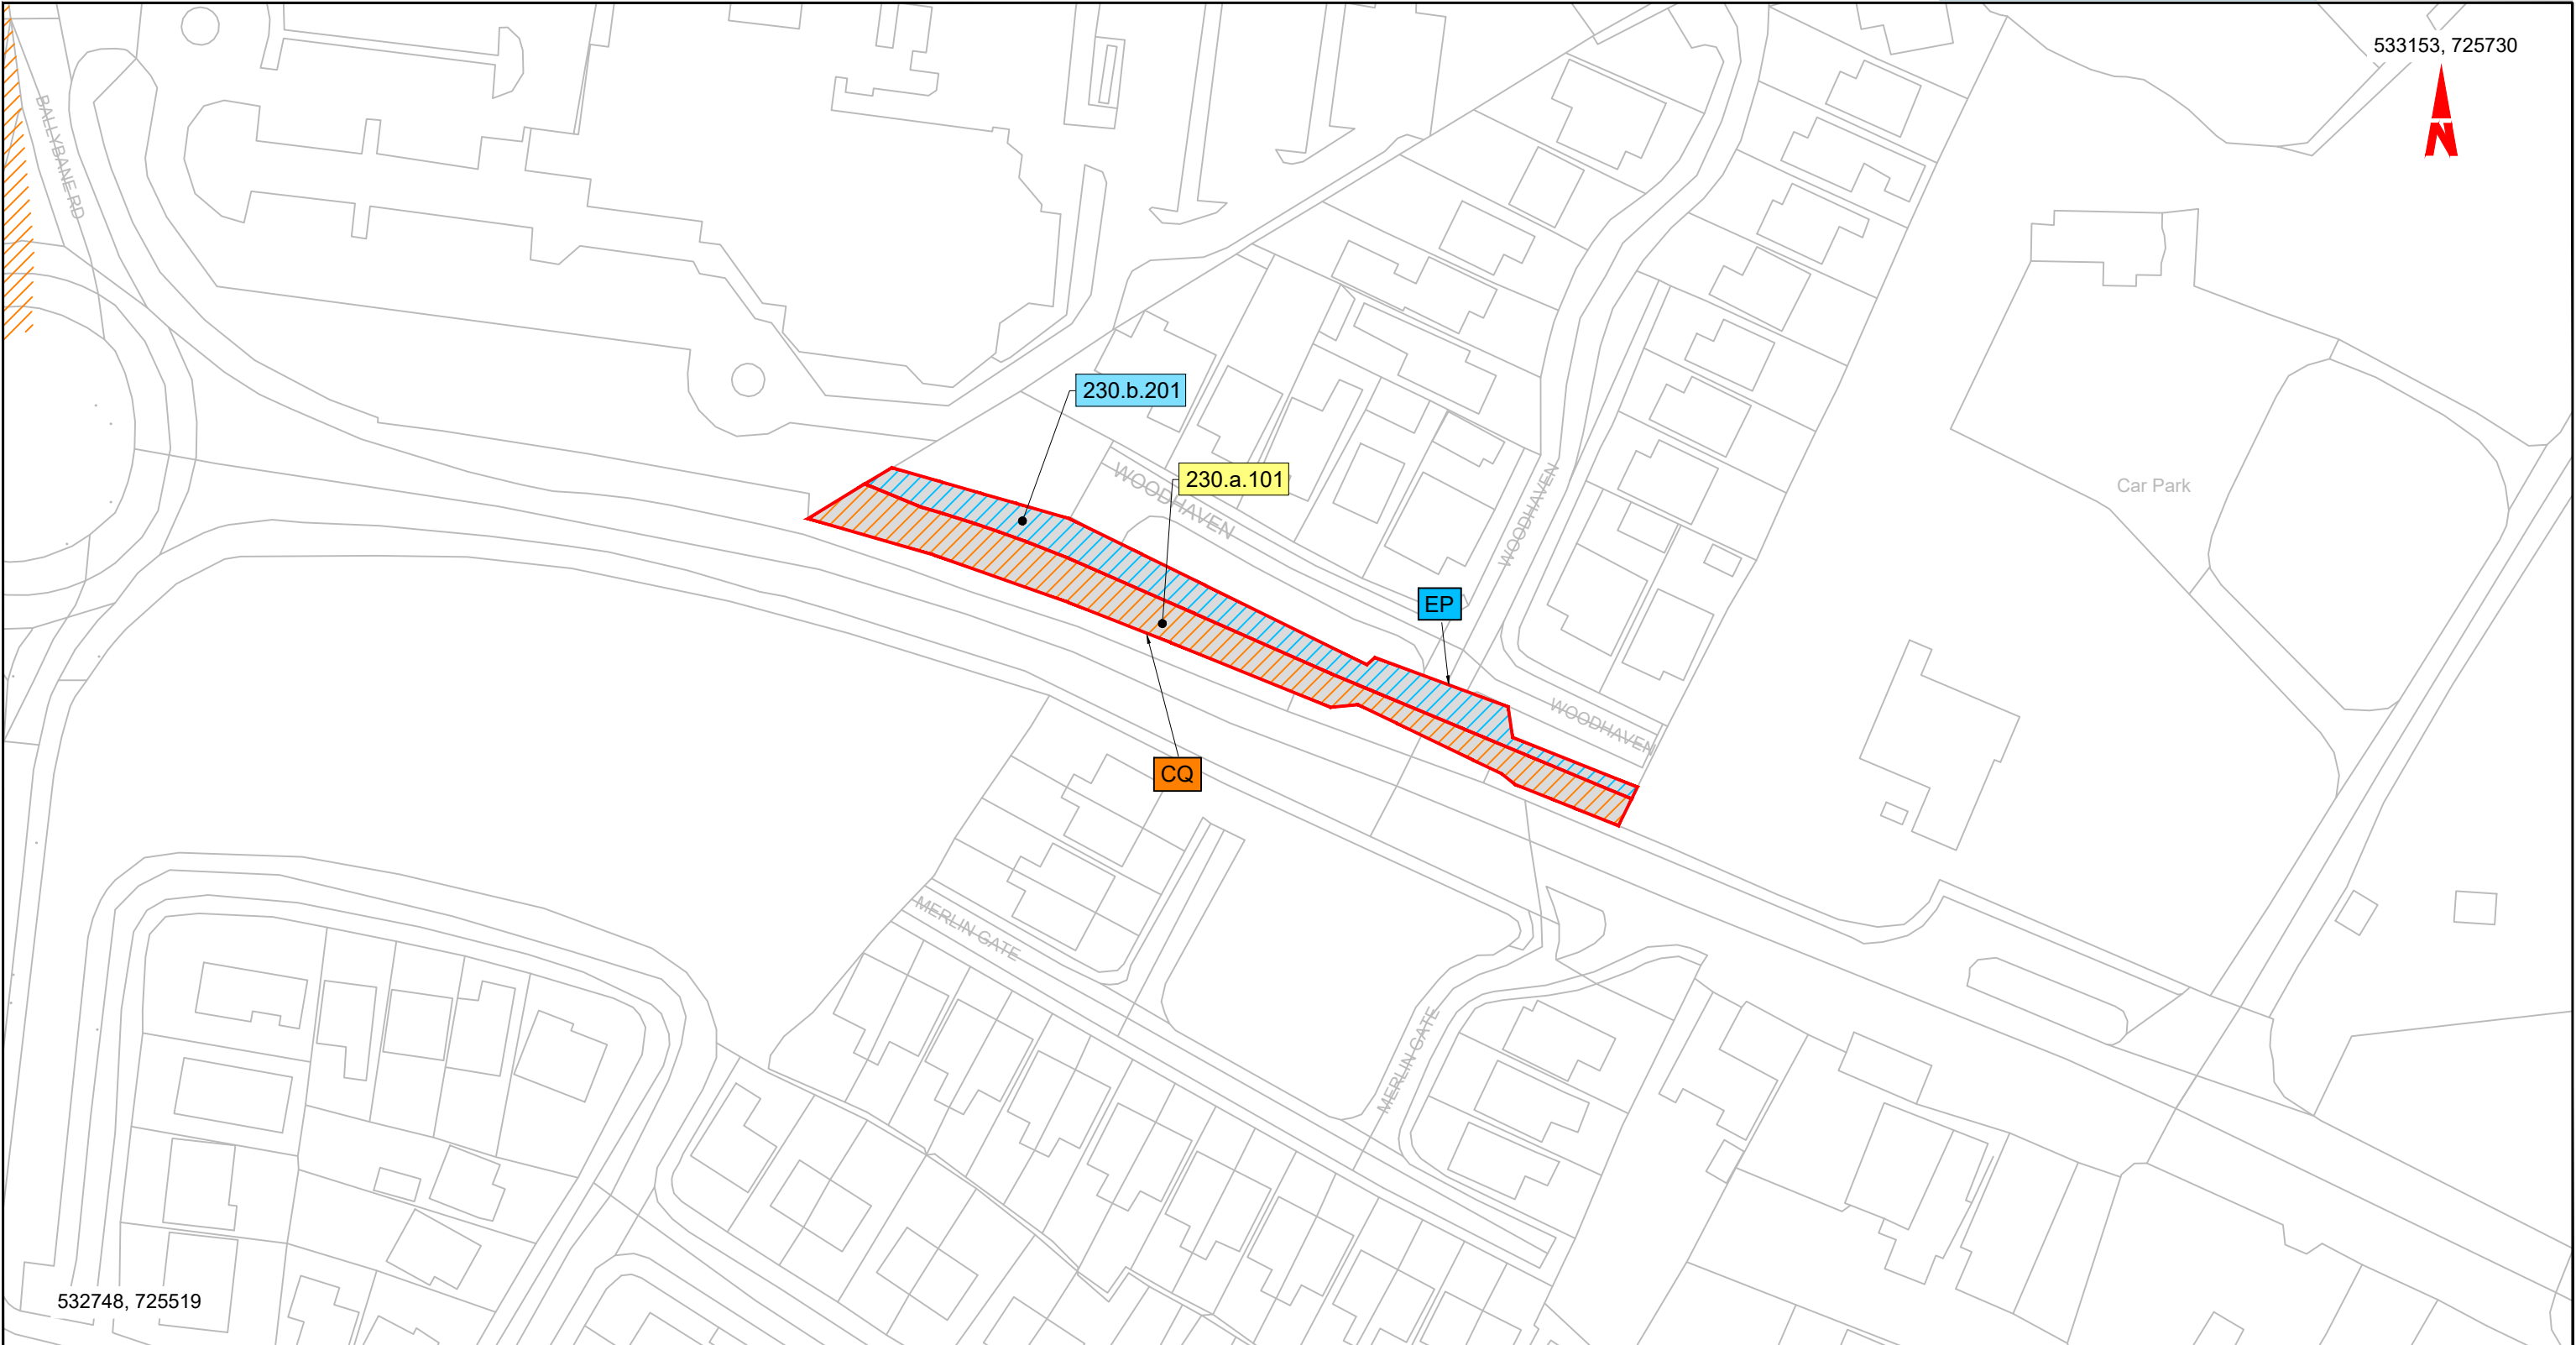 533153, 725730
N
BALLYBANE RD
230.b.201
WOODHAVEN
230.a.101
WOODHAVEN
Car Park
EP
WOODHAVEN
CQ
MERLIN GATE
MERLIN GATE
532748, 725519